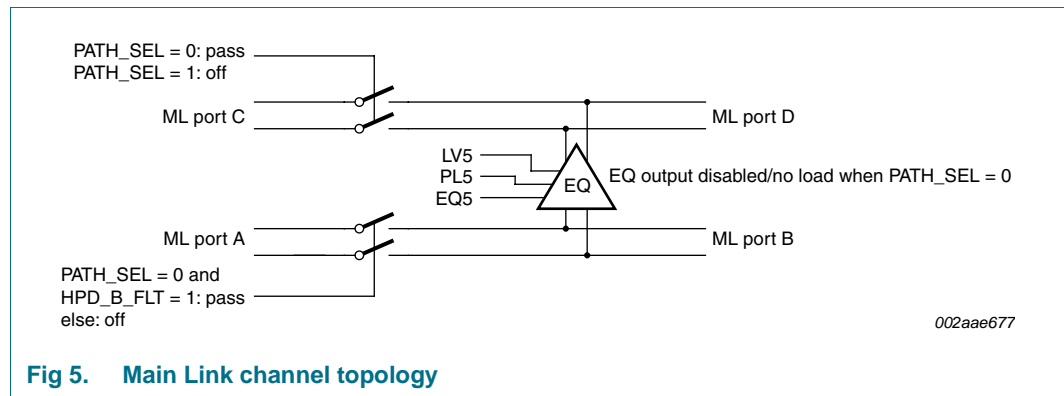 PATH_SEL = 0: pass
PATH_SEL = 1: off
ML port C
ML port D
LV5
PL5
EQ5
EQ
EQ output disabled/no load when PATH_SEL = 0
ML port A
ML port B
PATH_SEL = 0 and
HPD_B_FLT = 1: pass
else: off
002aae677
Fig 5. Main Link channel topology